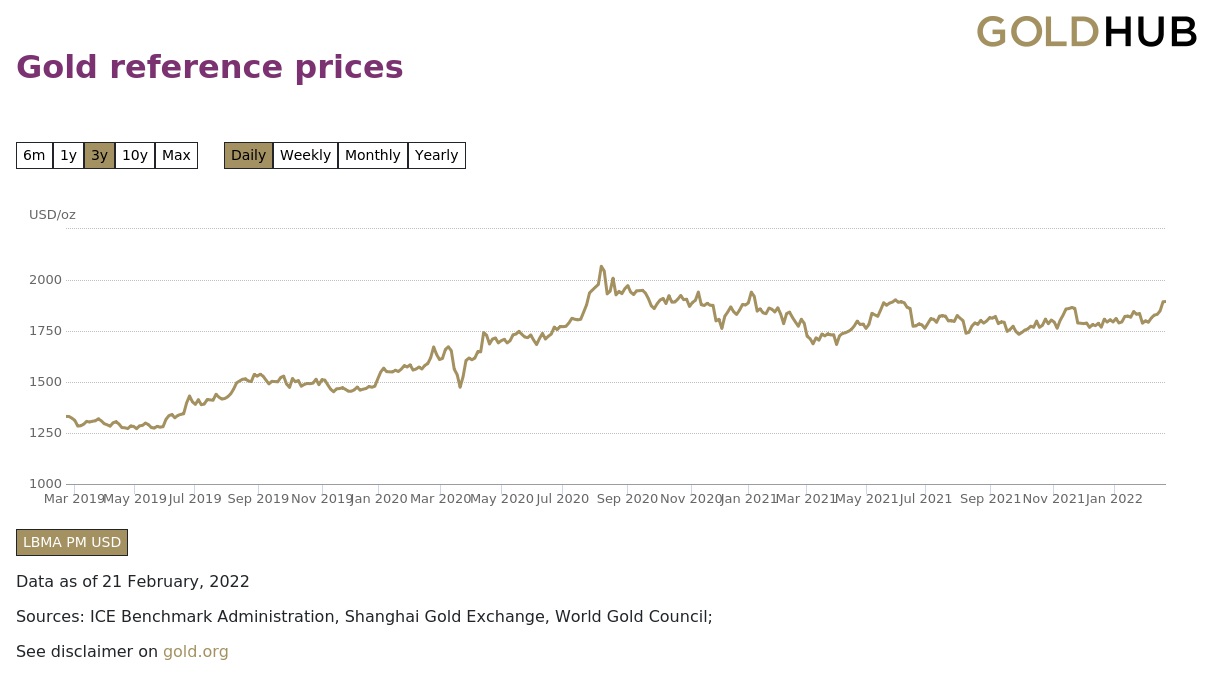 GOLDHUB
Gold reference prices
6m 1y 3y 10y Max Daily Weekly Monthly Yearly
USD/oz
2000
1750
1500
1250
1000
Mar 2019 May 2019 Jul 2019 Sep 2019 Nov 2019 Jan 2020 Mar 2020 May 2020 Jul 2020 Sep 2020 Nov 2020 Jan 2021 Mar 2021 May 2021 Jul 2021 Sep 2021 Nov 2021 Jan 2022
LBMA PM USD
Data as of 21 February, 2022
Sources: ICE Benchmark Administration, Shanghai Gold Exchange, World Gold Council;
See disclaimer on gold.org